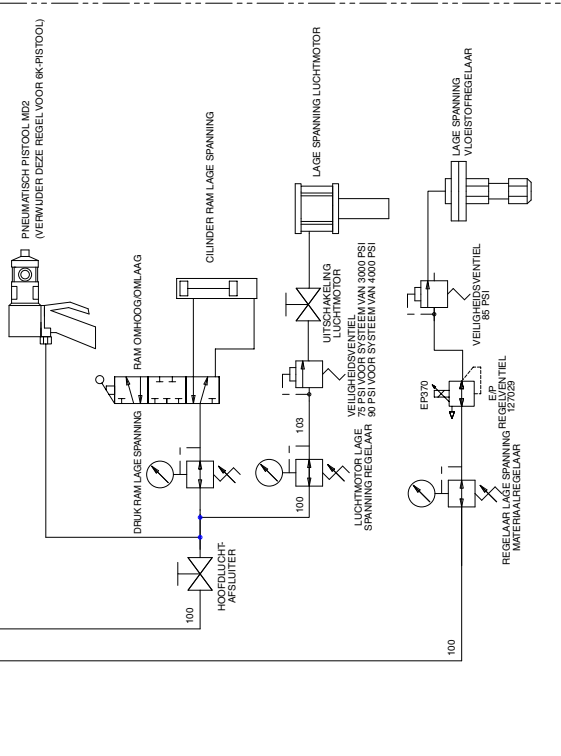 PNEUMATISCH PISTOOL MD2
(VERWIJDER DEZE REGEL VOOR 6K-PISTOOL)
RAM OMHOOG/OMLAAG
CILINDER RAM LAGE SPANNING
LAGE SPANNING LUCHTMOTOR
LAGE SPANNING
VLOEISTOFREGELAAR
DRUK RAM LAGE SPANNING
UITSCHAKELING
LUCHTMOTOR
VEILIGHEIDSVENTIEL
75 PSI VOOR SYSTEEM VAN 3000 PSI
90 PSI VOOR SYSTEEM VAN 4000 PSI
VEILIGHEIDSVENTIEL
85 PSI
103
100
LUCHTMOTOR LAGE
SPANNING REGELAAR
EP370
E/P
REGELVENTIEL
127029
REGELAAR LAGE SPANNING
MATERIAALREGELAAR
HOOFDLUCHT-
AFSLUITER
100
100